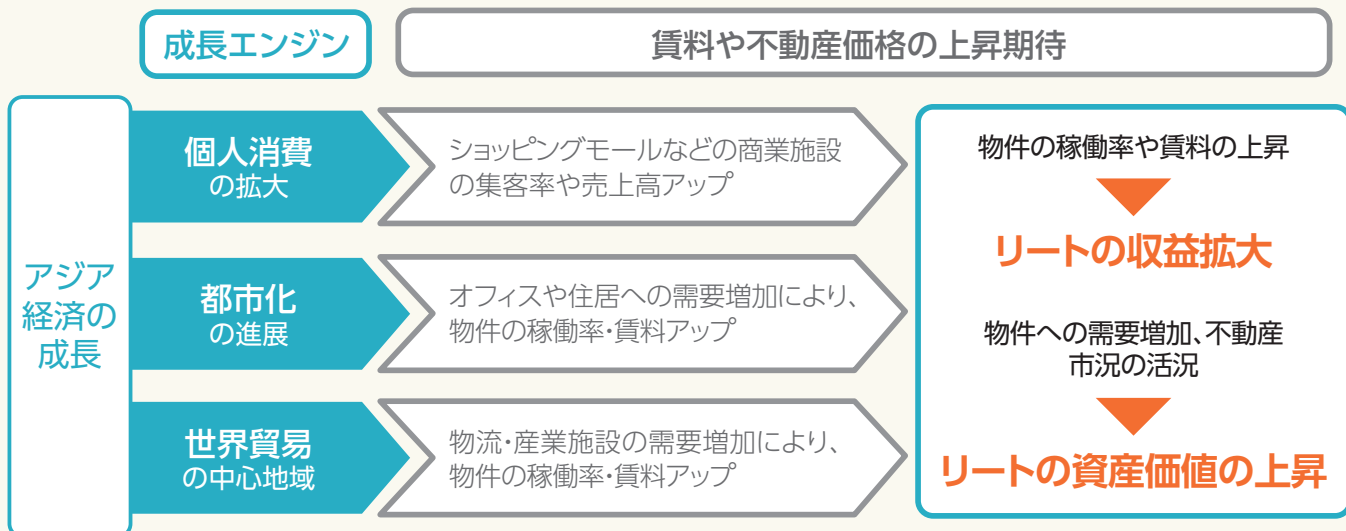 成長エンジン
賃料や不動産価格の上昇期待
アジア
経済の
成長
個人消費
の拡大
ショッピングモールなどの商業施設
の集客率や売上高アップ
都市化
の進展
オフィスや住居への需要増加により、
物件の稼働率・賃料アップ
世界貿易
の中心地域
物流・産業施設の需要増加により、
物件の稼働率・賃料アップ
物件の稼働率や賃料の上昇
リートの収益拡大
物件への需要増加、不動産
市況の活況
リートの資産価値の上昇